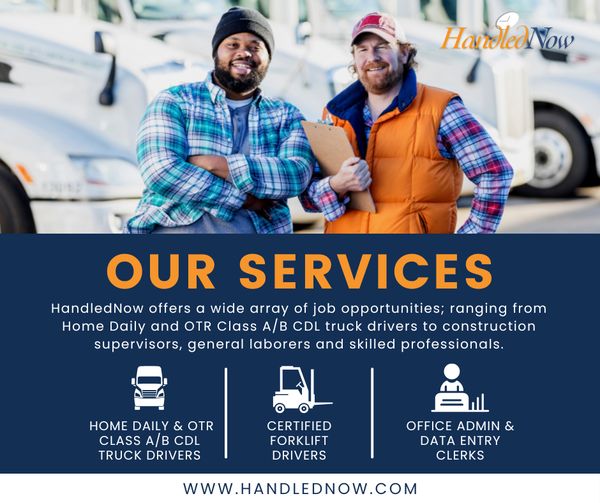 HandledNow
OUR SERVICES
HandledNow offers a wide array of job opportunities; ranging from
Home Daily and OTR Class A/B CDL truck drivers to construction
supervisors, general laborers and skilled professionals.
HOME DAILY & OTR
CLASS A/B CDL
TRUCK DRIVERS
CERTIFIED
FORKLIFT
DRIVERS
OFFICE ADMIN &
DATA ENTRY
CLERKS
WWW.HANDLEDNOW.COM